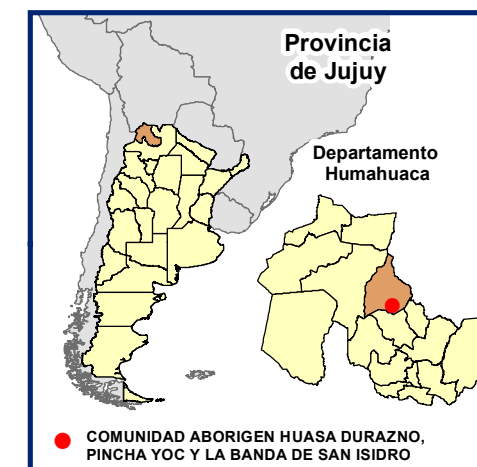 Provincia
de Jujuy
Departamento
Humahuaca
COMUNIDAD ABORIGEN HUASA DURAZNO,
PINCHA YOC Y LA BANDA DE SAN ISIDRO